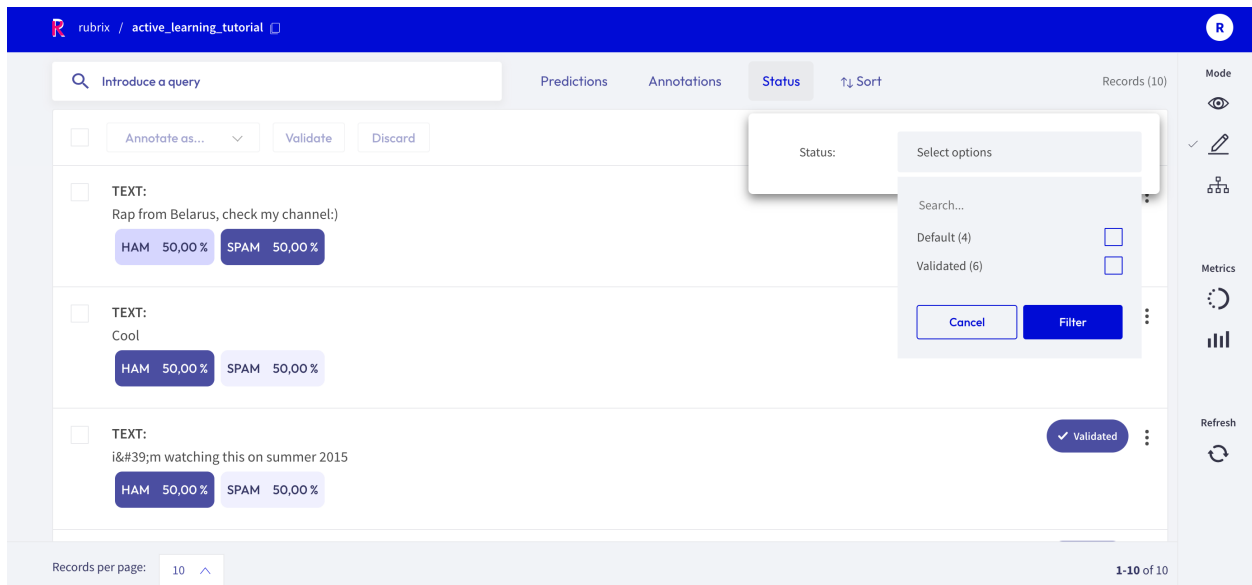 R rubrix / active_learning_tutorial
R
Introduce a query
Predictions
Annotations
Status
↑↓ Sort
Records (10)
Mode
Annotate as...
Validate
Discard
Status:
Select options
Search...
Default (4)
Validated (6)
Cancel
Filter
TEXT:
Rap from Belarus, check my channel:)
HAM 50,00 % SPAM 50,00 %
TEXT:
Cool
HAM 50,00 % SPAM 50,00 %
TEXT:
i&#39;m watching this on summer 2015
HAM 50,00 % SPAM 50,00 %
Validated
Metrics
Refresh
Records per page: 10
1-10 of 10